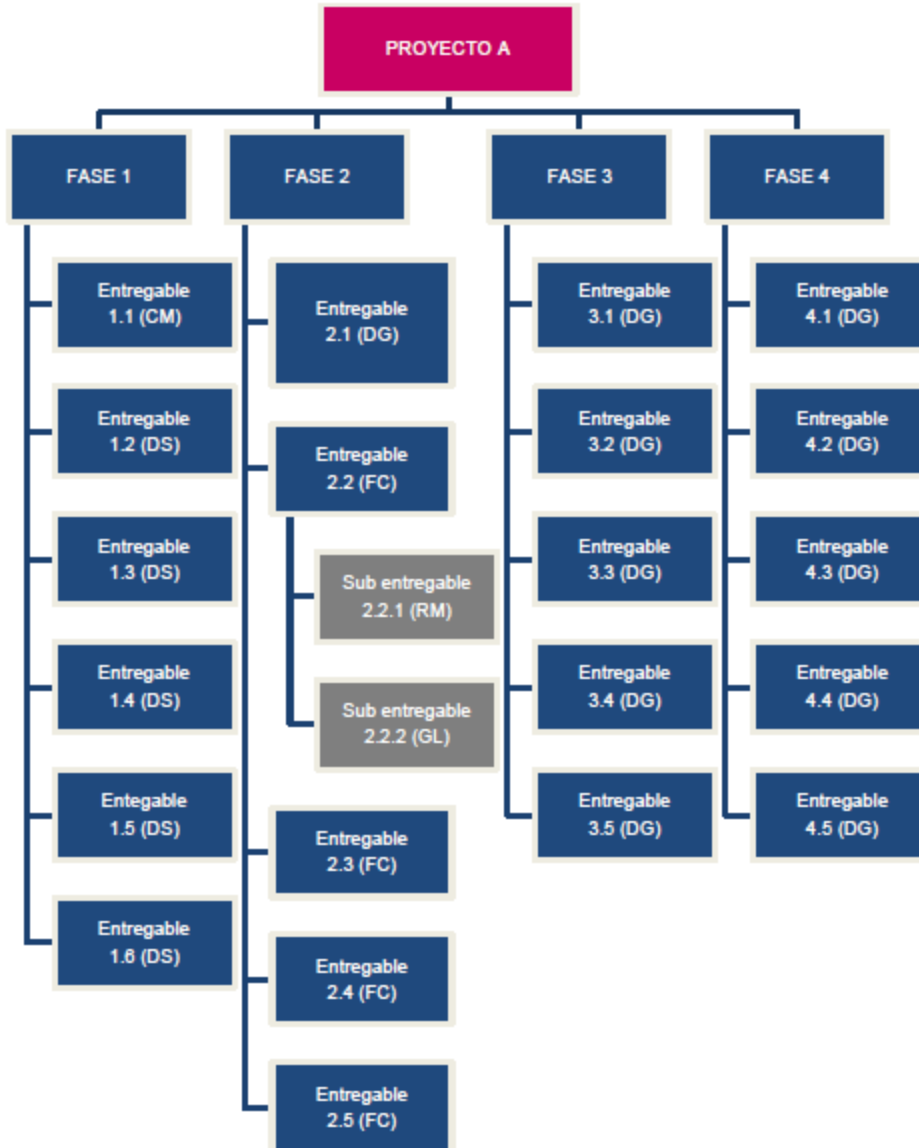 PROYECTO A
FASE 1
FASE 2
FASE 3
FASE 4
Entregable
1.1 (CM)
Entregable
1.2 (DS)
Entregable
1.3 (DS)
Entregable
1.4 (DS)
Entegable
1.5 (DS)
Entregable
1.6 (DS)
Entregable
2.1 (DG)
Entregable
2.2 (FC)
Sub entregable
2.2.1 (RM)
Sub entregable
2.2.2 (GL)
Entregable
2.3 (FC)
Entregable
2.4 (FC)
Entregable
2.5 (FC)
Entregable
3.1 (DG)
Entregable
3.2 (DG)
Entregable
3.3 (DG)
Entregable
3.4 (DG)
Entregable
3.5 (DG)
Entregable
4.1 (DG)
Entregable
4.2 (DG)
Entregable
4.3 (DG)
Entregable
4.4 (DG)
Entregable
4.5 (DG)